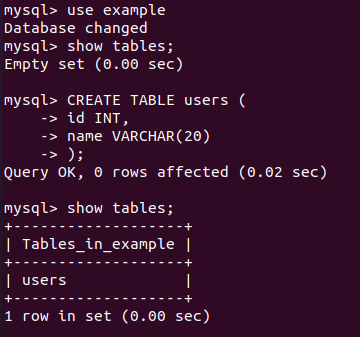 mysql> use example
Database changed
mysql> show tables;
Empty set (0.00 sec)

mysql> CREATE TABLE users (
    -> id INT,
    -> name VARCHAR(20)
    -> );
Query OK, 0 rows affected (0.02 sec)

mysql> show tables;
+-------------------+
| Tables_in_example |
+-------------------+
| users             |
+-------------------+
1 row in set (0.00 sec)